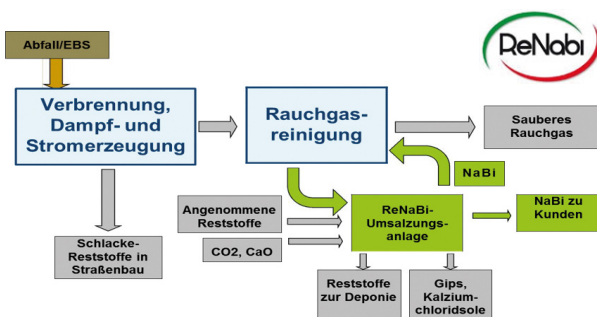 Abfall/EBS
ReNabi
Verbrennung,
Dampf- und
Stromerzeugung
Rauchgas-
reinigung
Sauberes
Rauchgas
NaBi
Angenommene
Reststoffe
ReNaBi-
Umsalzungs-
anlage
NaBi zu
Kunden
CO2, CaO
Schlacke-
Reststoffe in
Straßenbau
Reststoffe
zur Deponie
Gips,
Kalzium-
chloridsole